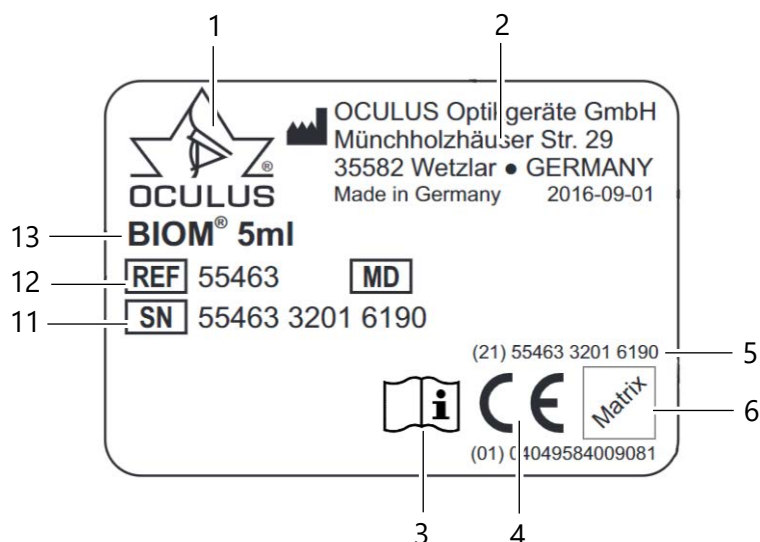 1
2
OCULUS ®
OCULUS Optikgeräte GmbH
Münchholzhäuser Str. 29
35582 Wetzlar ● GERMANY
Made in Germany 2016-09-01
13
BIOM® 5ml
12
REF 55463 MD
11
SN 55463 3201 6190
(21) 55463 3201 6190
5
i
CE
Matrix
6
(01) 04049584009081
3
4